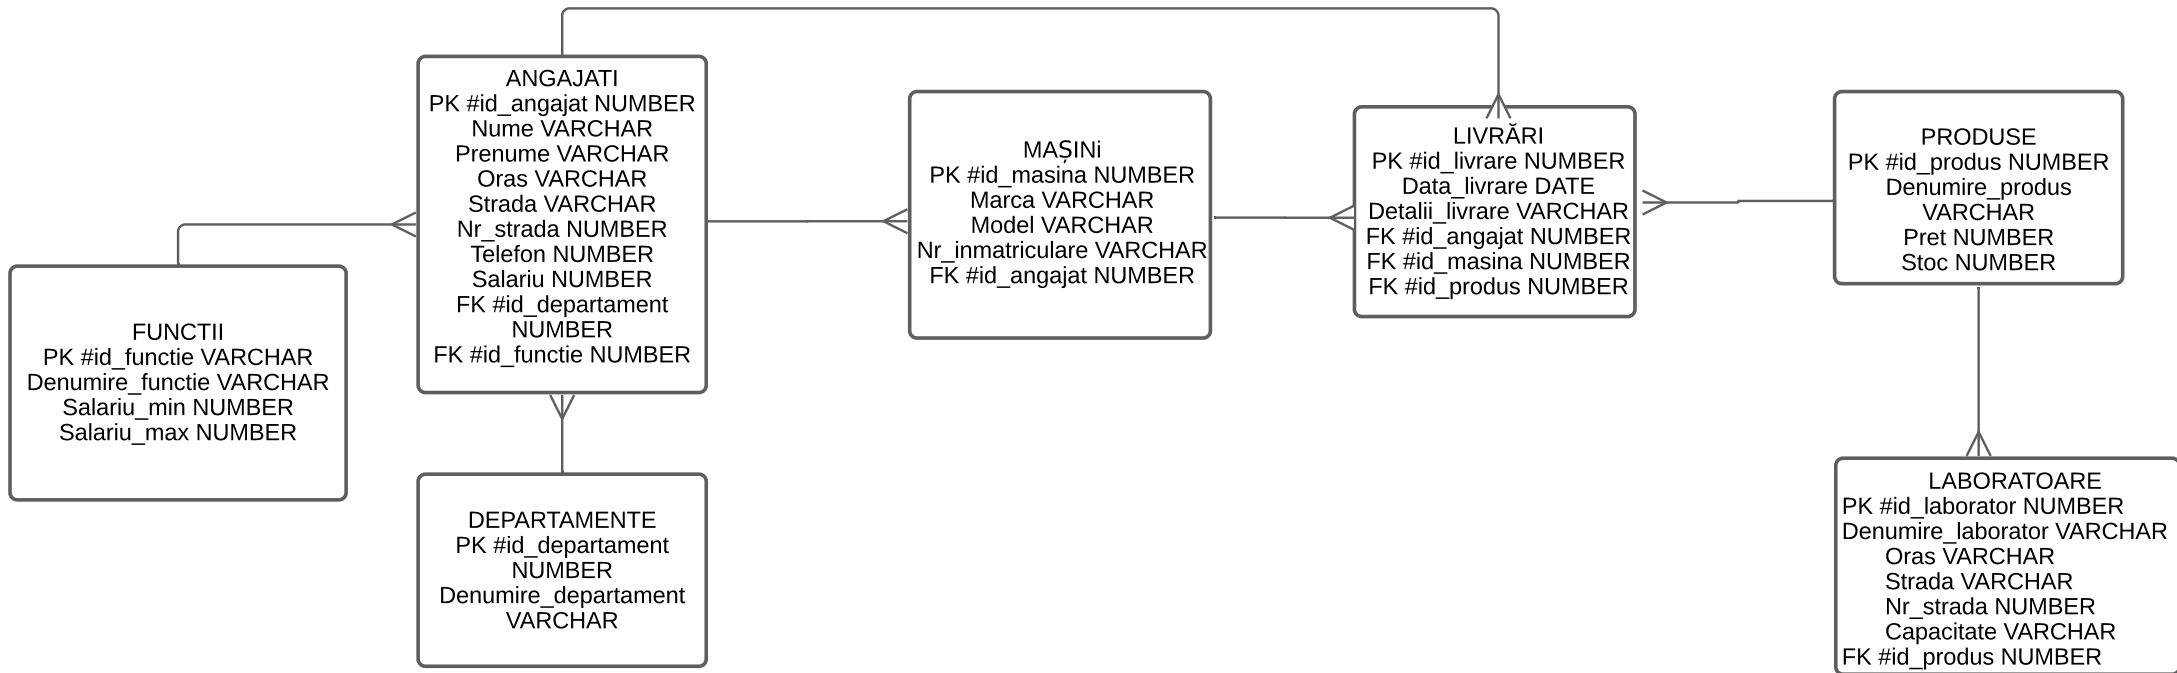 ANGAJATI
PK #id_angajat NUMBER
Nume VARCHAR
Prenume VARCHAR
Oras VARCHAR
Strada VARCHAR
Nr_strada NUMBER
Telefon NUMBER
Salariu NUMBER
FK #id_departament
NUMBER
FK #id_functie NUMBER
MAȘINi
PK #id_masina NUMBER
Marca VARCHAR
Model VARCHAR
Nr_inmatriculare VARCHAR
FK #id_angajat NUMBER
LIVRĂRI
PK #id_livrare NUMBER
Data_livrare DATE
Detalii_livrare VARCHAR
FK #id_angajat NUMBER
FK #id_masina NUMBER
FK #id_produs NUMBER
PRODUSE
PK #id_produs NUMBER
Denumire_produs
VARCHAR
Pret NUMBER
Stoc NUMBER
FUNCTII
PK #id_functie VARCHAR
Denumire_functie VARCHAR
Salariu_min NUMBER
Salariu_max NUMBER
DEPARTAMENTE
PK #id_departament
NUMBER
Denumire_departament
VARCHAR
LABORATOARE
PK #id_laborator NUMBER
Denumire_laborator VARCHAR
Oras VARCHAR
Strada VARCHAR
Nr_strada NUMBER
Capacitate VARCHAR
FK #id_produs NUMBER